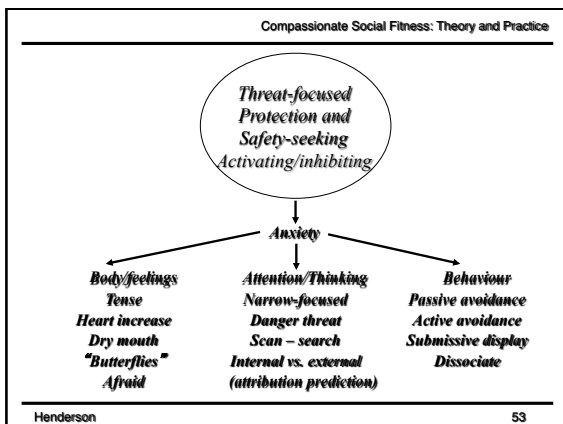 Compassionate Social Fitness: Theory and Practice
Threat-focused
Protection and
Safety-seeking
Activating/inhibiting
Anxiety
Body/feelings
Tense
Heart increase
Dry mouth
“Butterflies”
Afraid
Attention/Thinking
Narrow-focused
Danger threat
Scan – search
Internal vs. external
(attribution prediction)
Behaviour
Passive avoidance
Active avoidance
Submissive display
Dissociate
Henderson
53